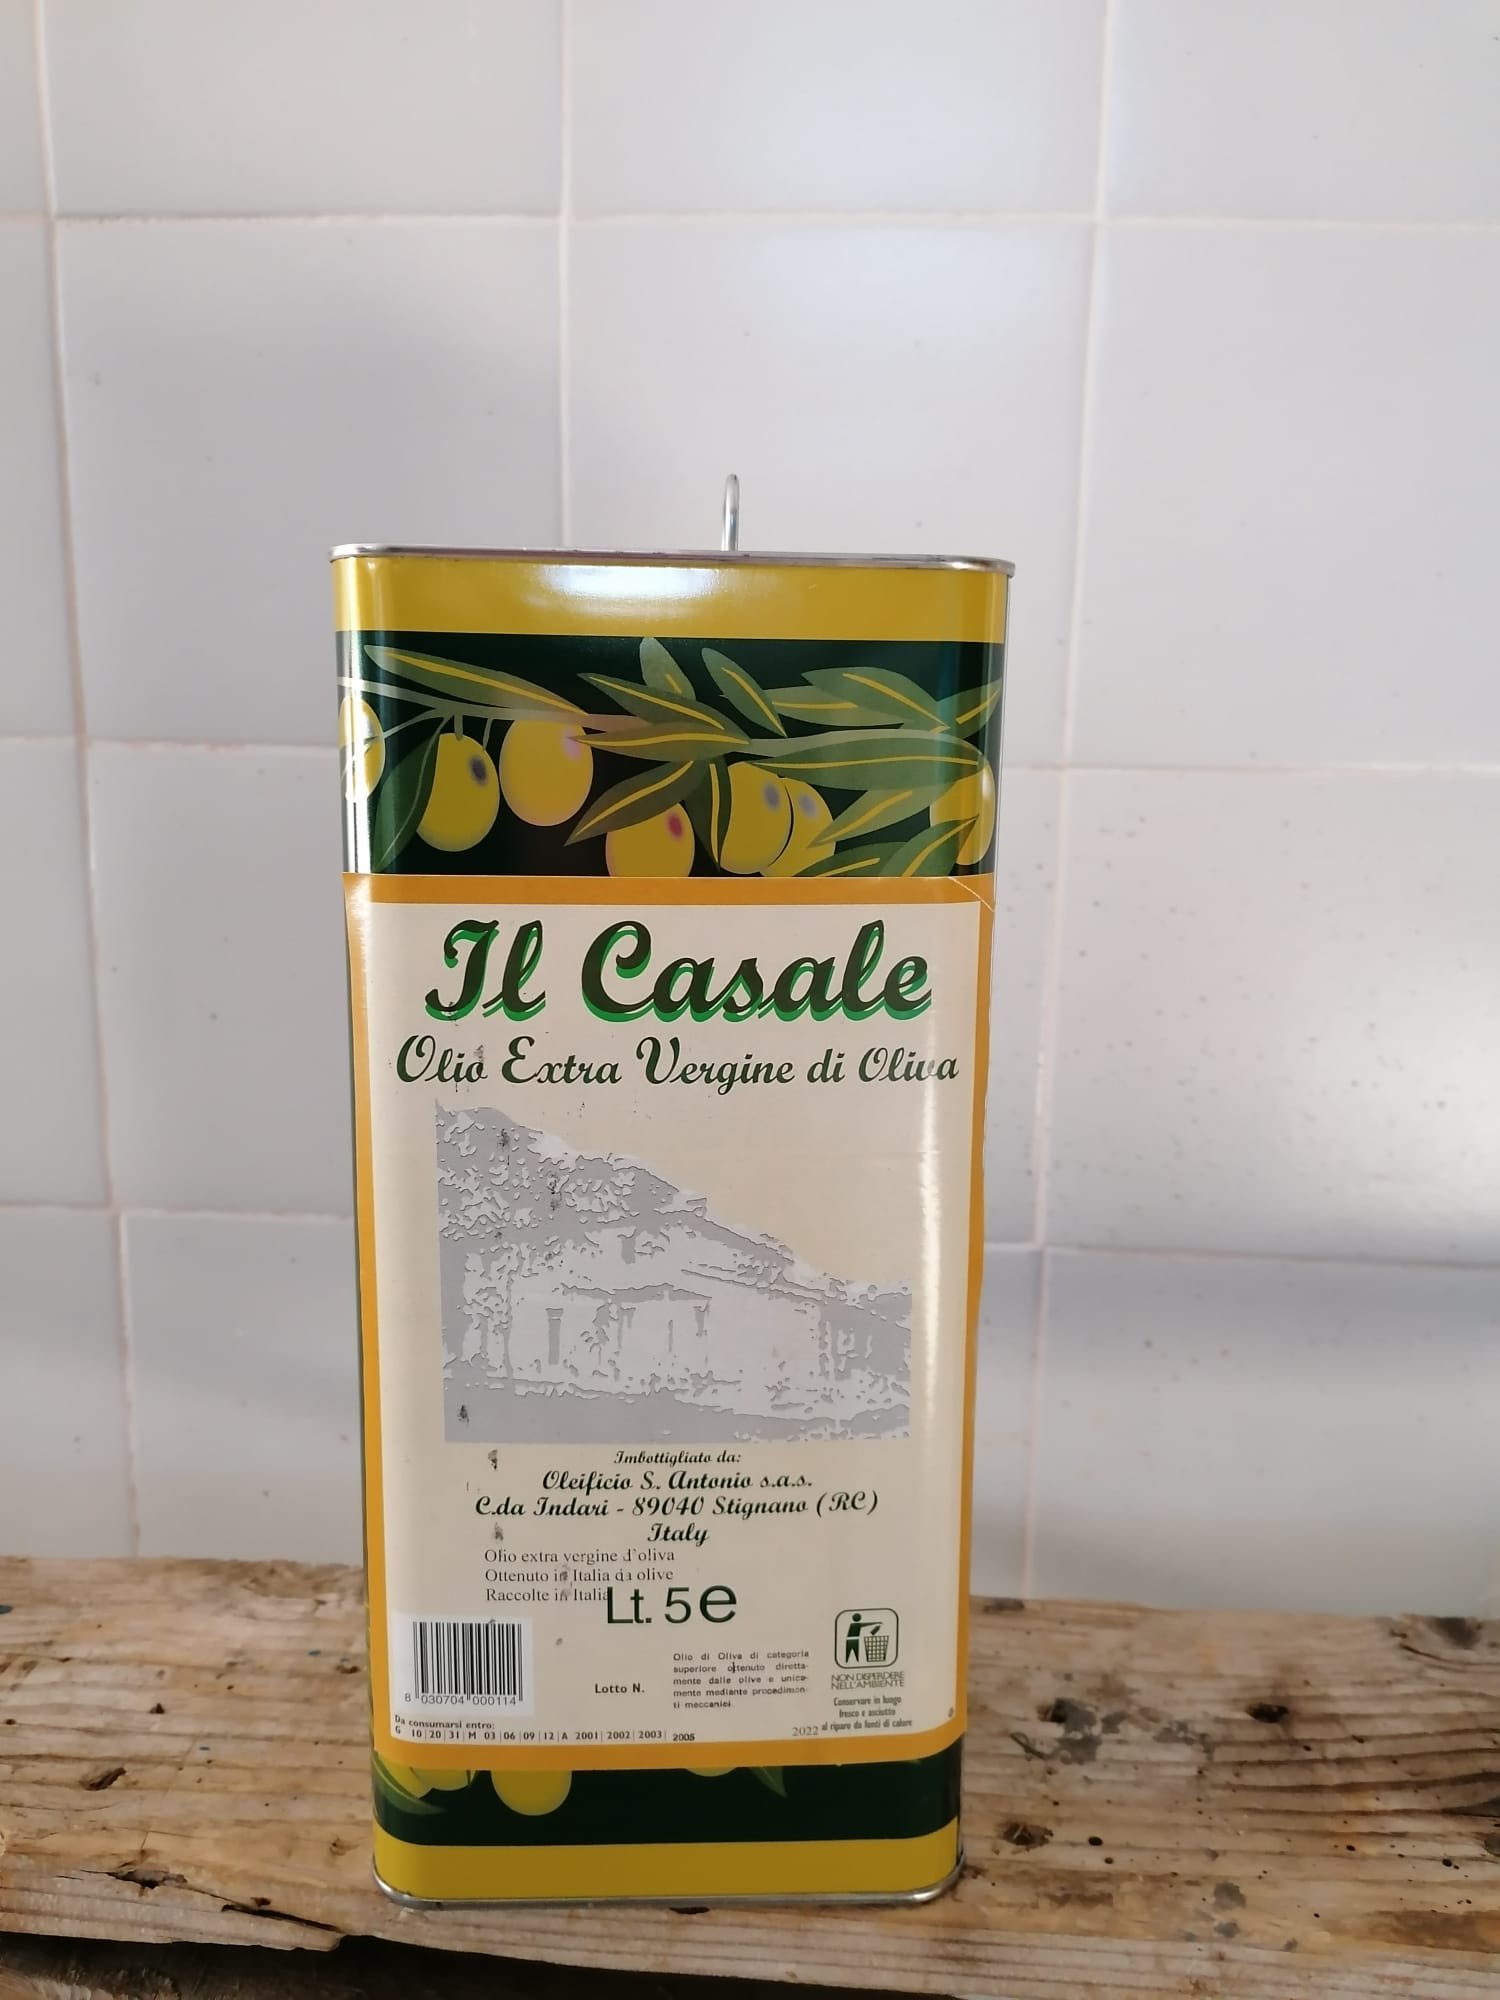 Il Casale
Olio Extra Vergine di Oliva
Imbottigliato da:
Oleificio S. Antonio s.a.s.
C.da Indari - 89040 Stignano (RC)
Italy
Olio extra vergine d'oliva
Ottenuto in Italia da olive
Raccolte in Italia
Lt. 5 e
8 030704 000114
Lotto N.
Olio di Oliva di categoria
superiore ottenuto diretta-
mente dalle olive e unica-
mente mediante procedimen-
ti meccanici
NON DISPERDERE
NELL'AMBIENTE
Conservare in luogo
fresco e asciutto
al riparo da fonti di calore
Da consumarsi entro:
G 10 | 20 | 31 | M 03 | 06 | 09 | 12 | A 2001 | 2002 | 2003 | 2005
2022